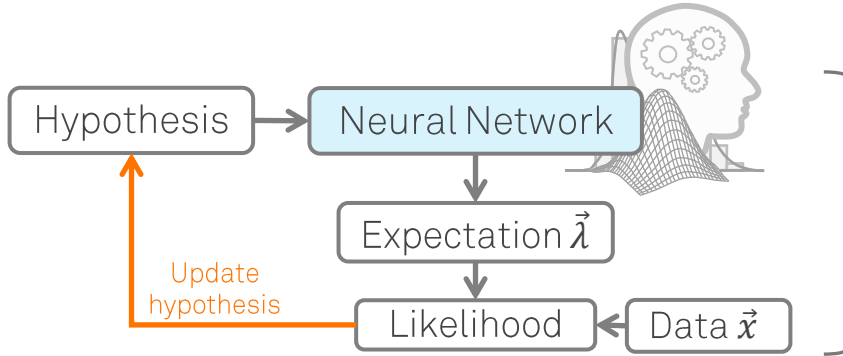 Hypothesis
Neural Network
Expectation λ⃗
Update
hypothesis
Likelihood
Data x⃗